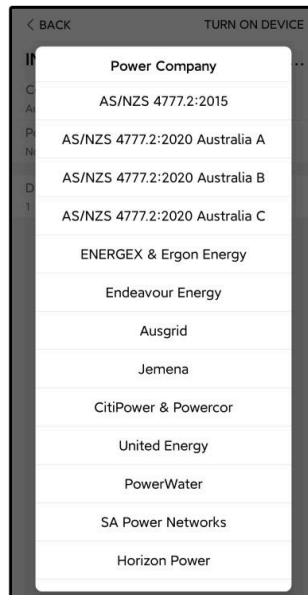 < BACK TURN ON DEVICE
IN ...
Power Company
AS/NZS 4777.2:2015
AS/NZS 4777.2:2020 Australia A
AS/NZS 4777.2:2020 Australia B
AS/NZS 4777.2:2020 Australia C
ENERGEX & Ergon Energy
Endeavour Energy
Ausgrid
Jemena
CitiPower & Powercor
United Energy
PowerWater
SA Power Networks
Horizon Power
1